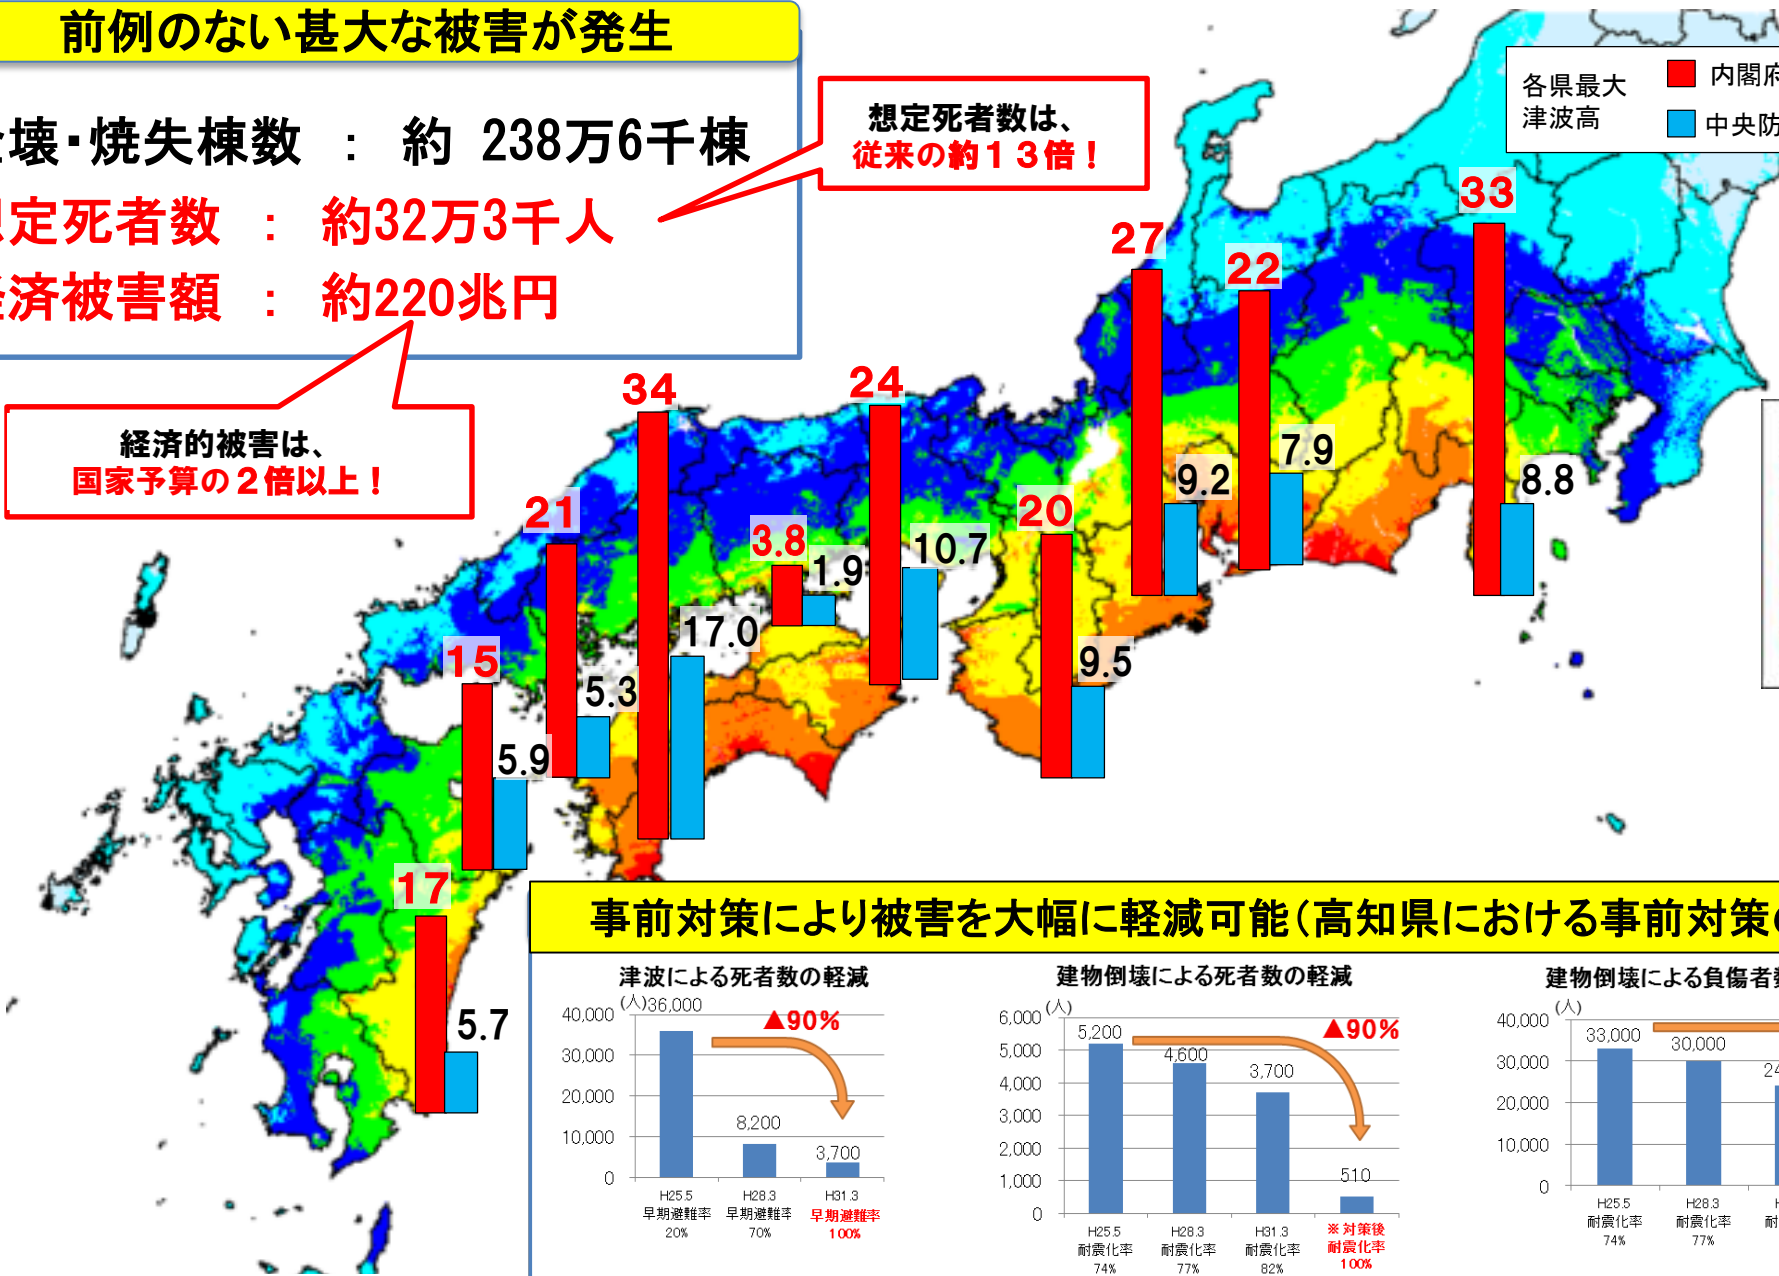 前例のない甚大な被害が発生
壊・焼失棟数 ： 約 238万6千棟
定死者数 ： 約32万3千人
済被害額 ： 約220兆円
想定死者数は、
従来の約１３倍！
経済的被害は、
国家予算の２倍以上！
各県最大
津波高
内閣府
中央防
33
8.8
27
9.2
22
7.9
34
17.0
24
10.7
21
5.3
3.8
1.9
20
9.5
15
5.9
17
5.7
事前対策により被害を大幅に軽減可能（高知県における事前対策の
津波による死者数の軽減
(人)
36,000
▲90%
40,000
30,000
20,000
10,000
0
8,200
3,700
H25.5
早期避難率
20%
H28.3
早期避難率
70%
H31.3
早期避難率
100%
建物倒壊による死者数の軽減
(人)
▲90%
6,000
5,000
4,000
3,000
2,000
1,000
0
5,200
4,600
3,700
510
H25.5
耐震化率
74%
H28.3
耐震化率
77%
H31.3
耐震化率
82%
※対策後
耐震化率
100%
建物倒壊による負傷者数
(人)
40,000
30,000
20,000
10,000
0
33,000
30,000
24
H25.5
耐震化率
74%
H28.3
耐震化率
77%
H
耐